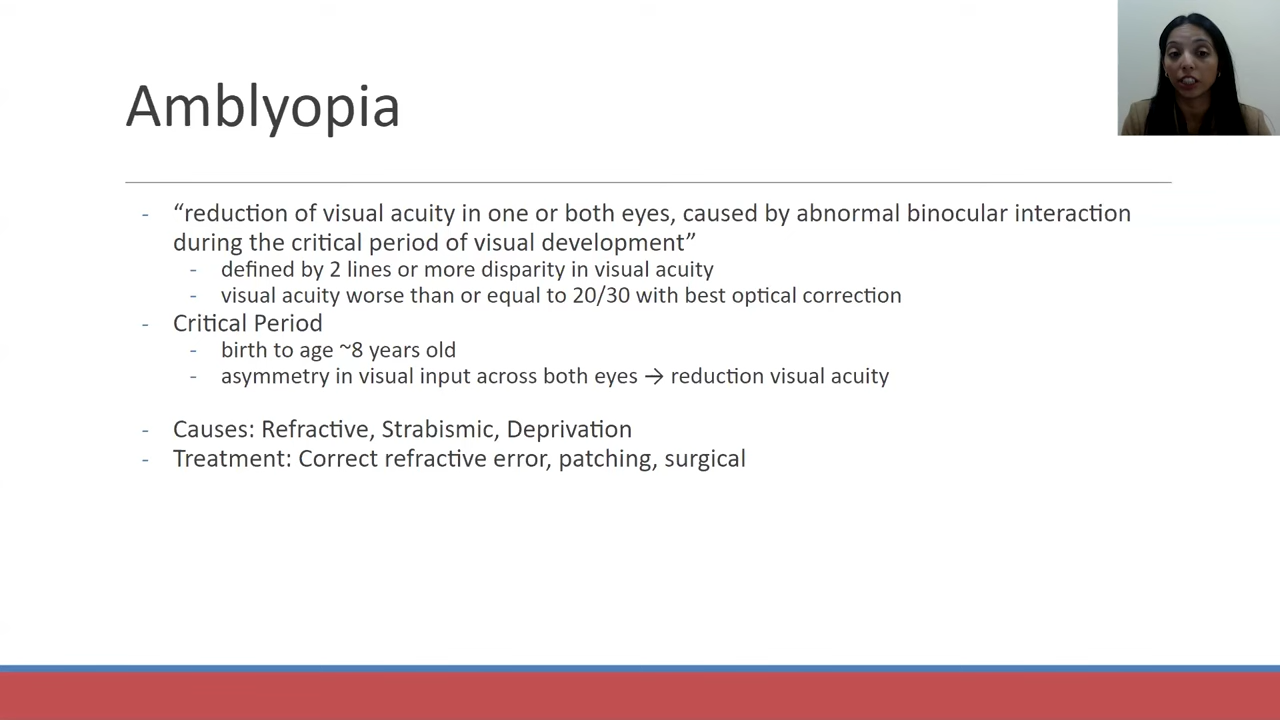 Amblyopia
- “reduction of visual acuity in one or both eyes, caused by abnormal binocular interaction
during the critical period of visual development”
- defined by 2 lines or more disparity in visual acuity
- visual acuity worse than or equal to 20/30 with best optical correction
- Critical Period
- birth to age ~8 years old
- asymmetry in visual input across both eyes → reduction visual acuity
- Causes: Refractive, Strabismic, Deprivation
- Treatment: Correct refractive error, patching, surgical